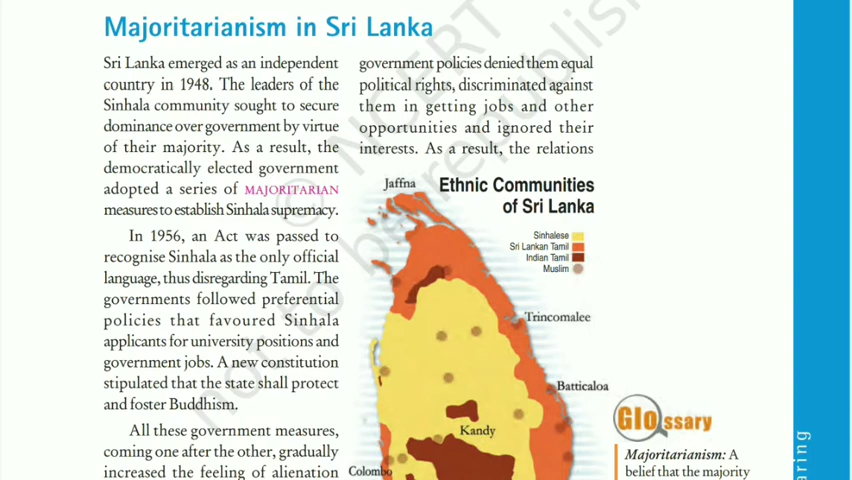 Majoritarianism in Sri Lanka
Sri Lanka emerged as an independent
country in 1948. The leaders of the
Sinhala community sought to secure
dominance over government by virtue
of their majority. As a result, the
democratically elected government
adopted a series of MAJORITARIAN
measures to establish Sinhala supremacy.
In 1956, an Act was passed to
recognise Sinhala as the only official
language, thus disregarding Tamil. The
governments followed preferential
policies that favoured Sinhala
applicants for university positions and
government jobs. A new constitution
stipulated that the state shall protect
and foster Buddhism.
All these government measures,
coming one after the other, gradually
increased the feeling of alienation
government policies denied them equal
political rights, discriminated against
them in getting jobs and other
opportunities and ignored their
interests. As a result, the relations
Ethnic Communities
of Sri Lanka
Sinhalese
Sri Lankan Tamil
Indian Tamil
Muslim
Jaffna
Trincomalee
Batticaloa
Kandy
Colombo
Glossary
Majoritarianism: A
belief that the majority
aring
© NCERT
not to be republish